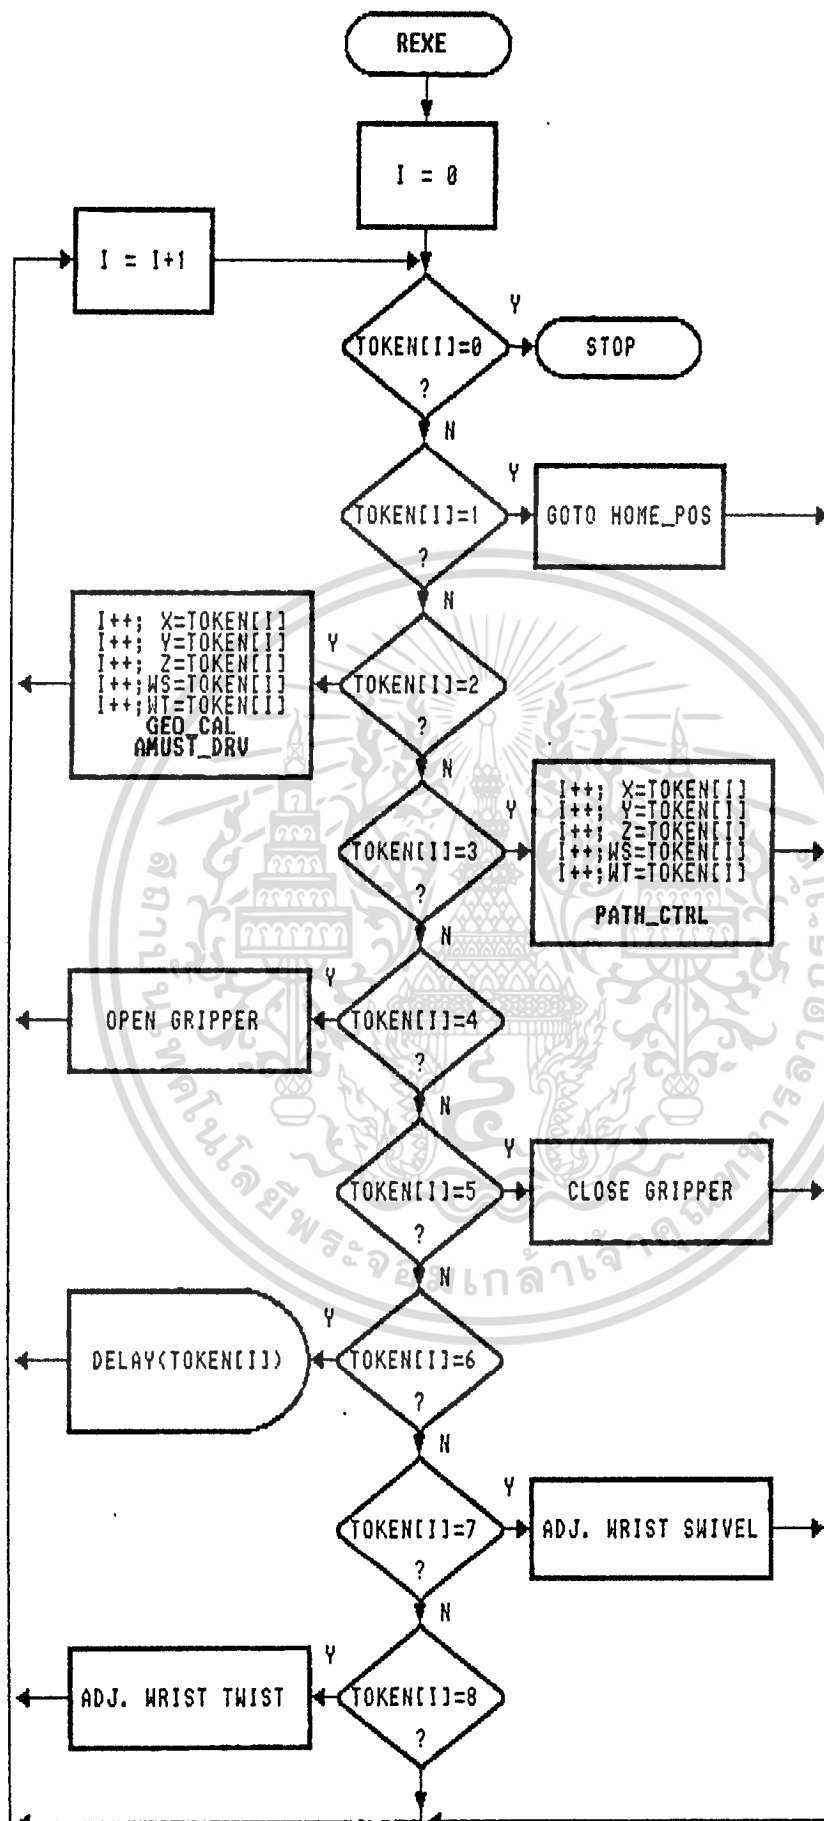 REXE
I = 0
I = I+1
Y
TOKEN[I]=0
?
STOP
N
Y
TOKEN[I]=1
?
GOTO HOME_POS
N
I++; X=TOKEN[I]
I++; Y=TOKEN[I]
I++; Z=TOKEN[I]
I++;WS=TOKEN[I]
I++;WT=TOKEN[I]
GEO_CAL
AMUST_DRV
Y
TOKEN[I]=2
?
N
Y
TOKEN[I]=3
?
I++; X=TOKEN[I]
I++; Y=TOKEN[I]
I++; Z=TOKEN[I]
I++;WS=TOKEN[I]
I++;WT=TOKEN[I]
PATH_CTRL
N
OPEN GRIPPER
Y
TOKEN[I]=4
?
N
Y
TOKEN[I]=5
?
CLOSE GRIPPER
N
DELAY(TOKEN[I])
Y
TOKEN[I]=6
?
N
Y
TOKEN[I]=7
?
ADJ. WRIST SWIVEL
N
ADJ. WRIST TWIST
Y
TOKEN[I]=8
?